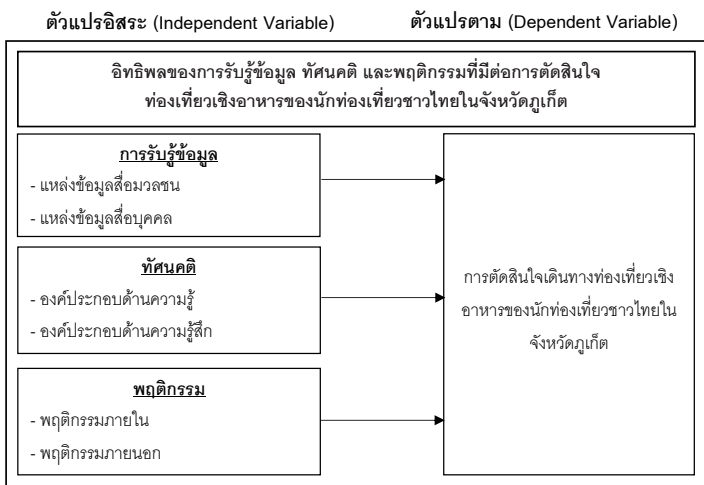 ตัวแปรอิสระ (Independent Variable) ตัวแปรตาม (Dependent Variable)
อิทธิพลของการรับรู้ข้อมูล ทัศนคติ และพฤติกรรมที่มีต่อการตัดสินใจ
ท่องเที่ยวเชิงอาหารของนักท่องเที่ยวชาวไทยในจังหวัดภูเก็ต
การรับรู้ข้อมูล
- แหล่งข้อมูลสื่อมวลชน
- แหล่งข้อมูลสื่อบุคคล
ทัศนคติ
- องค์ประกอบด้านความรู้
- องค์ประกอบด้านความรู้สึก
พฤติกรรม
- พฤติกรรมภายใน
- พฤติกรรมภายนอก
การตัดสินใจเดินทางท่องเที่ยวเชิง
อาหารของนักท่องเที่ยวชาวไทยใน
จังหวัดภูเก็ต